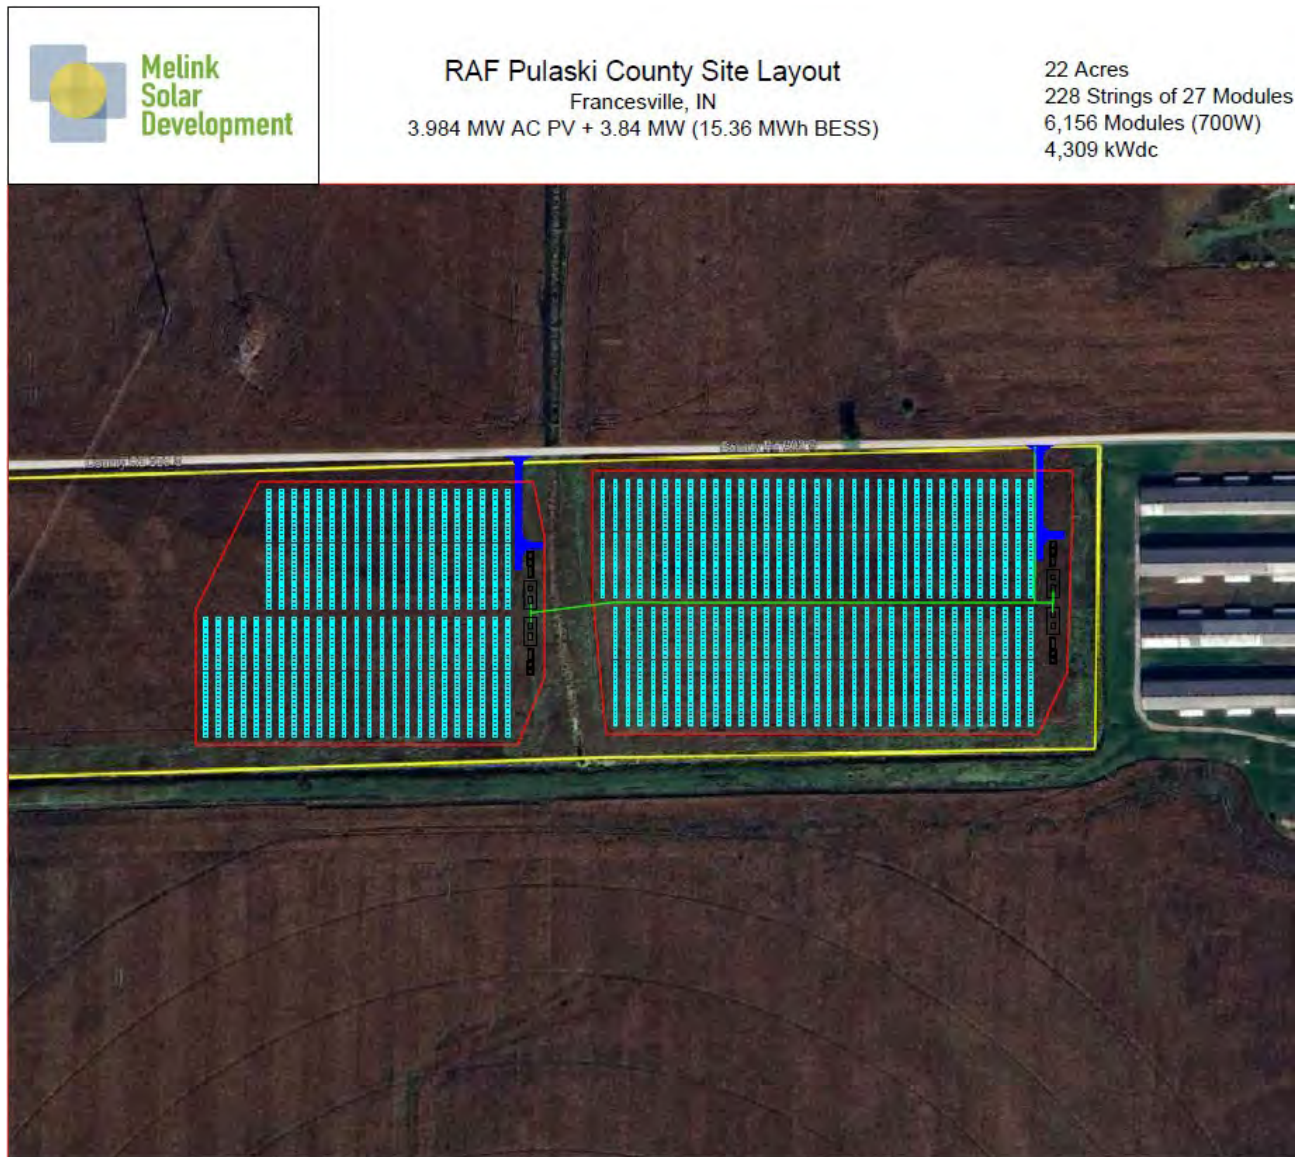 Melink
Solar
Development
RAF Pulaski County Site Layout
Francesville, IN
3.984 MW AC PV + 3.84 MW (15.36 MWh BESS)
22 Acres
228 Strings of 27 Modules
6,156 Modules (700W)
4,309 kWdc